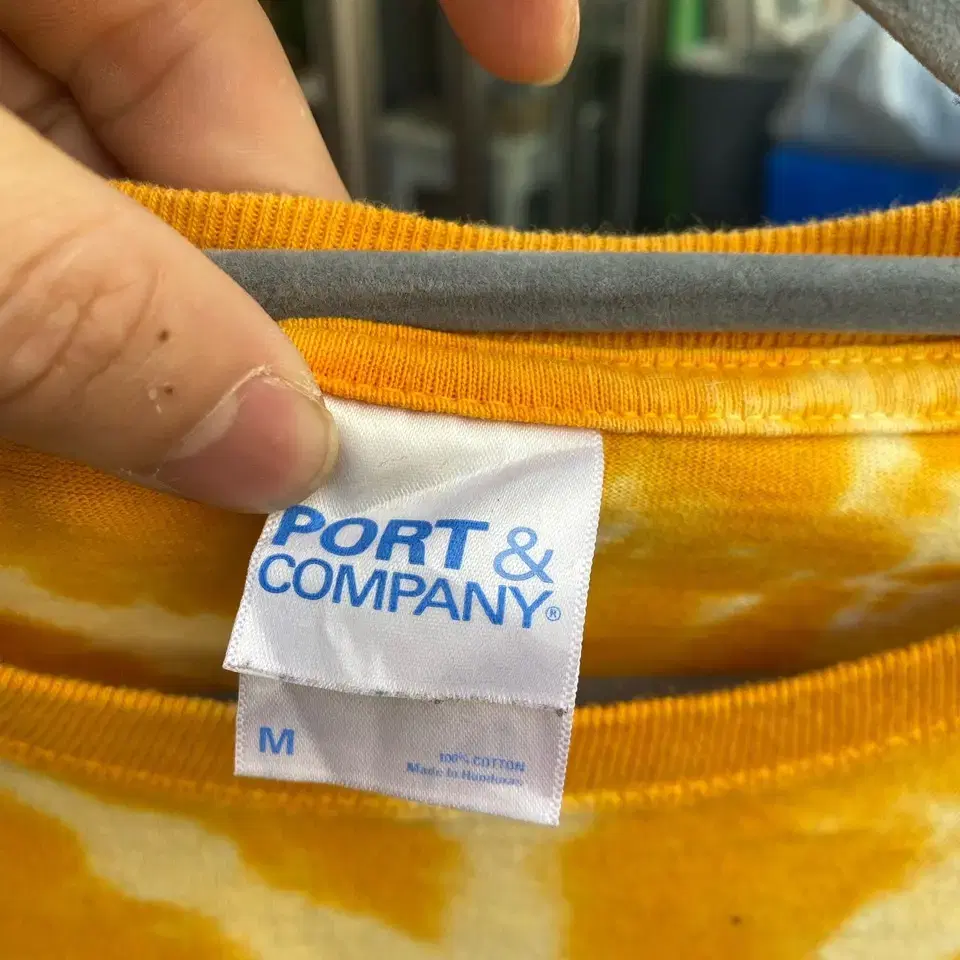 PORT &
COMPANY®
M
100% COTTON
Made In Honduras